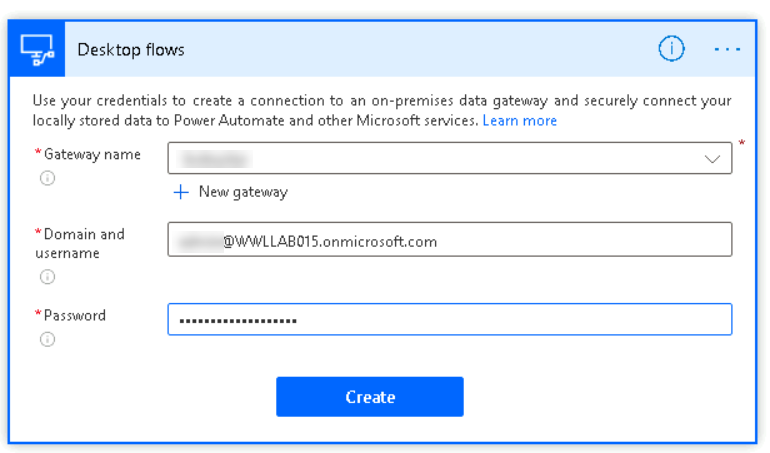 Desktop flows
Use your credentials to create a connection to an on-premises data gateway and securely connect your
locally stored data to Power Automate and other Microsoft services. Learn more
*Gateway name
*
+ New gateway
*Domain and
username
@WWLLAB015.onmicrosoft.com
*Password
Create